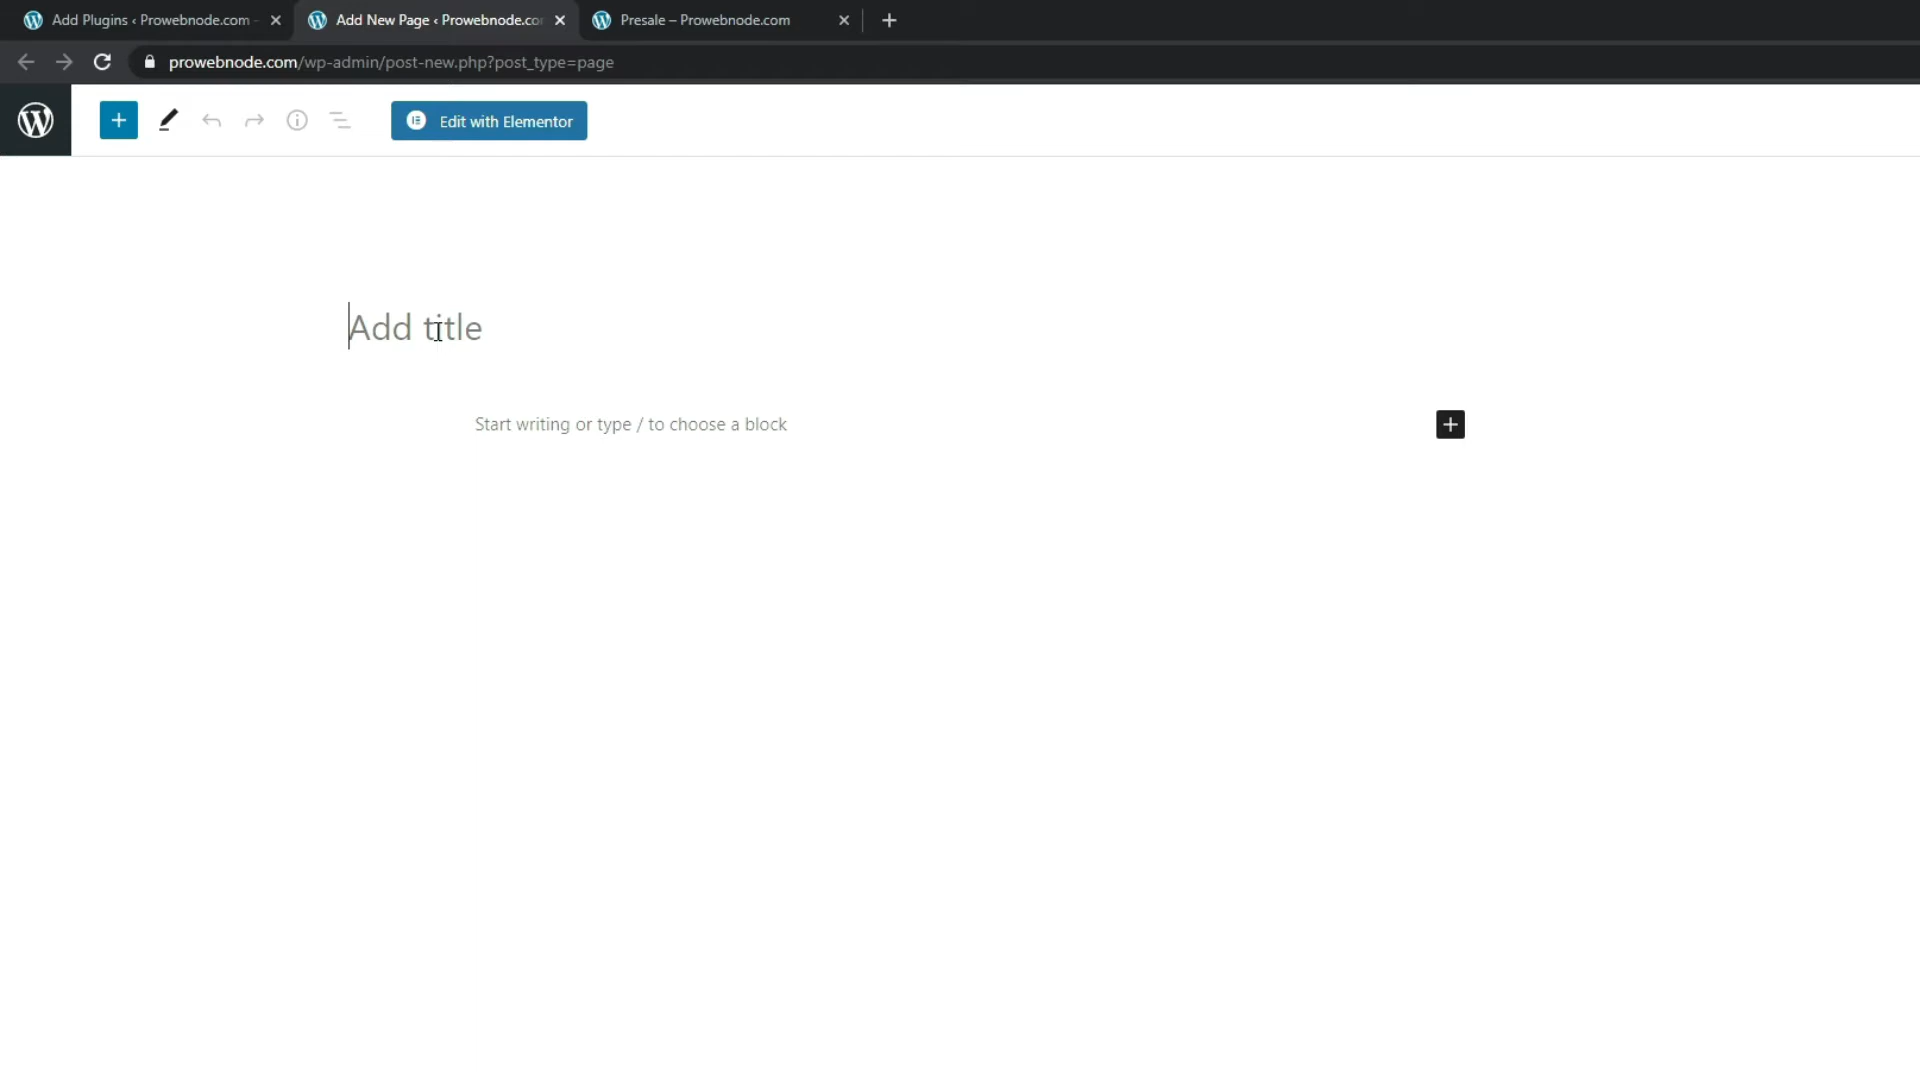 Add Plugins ‹ Prowebnode.com -
Add New Page ‹ Prowebnode.co
Presale – Prowebnode.com
prowebnode.com/wp-admin/post-new.php?post_type=page
Edit with Elementor
Add title
Start writing or type / to choose a block